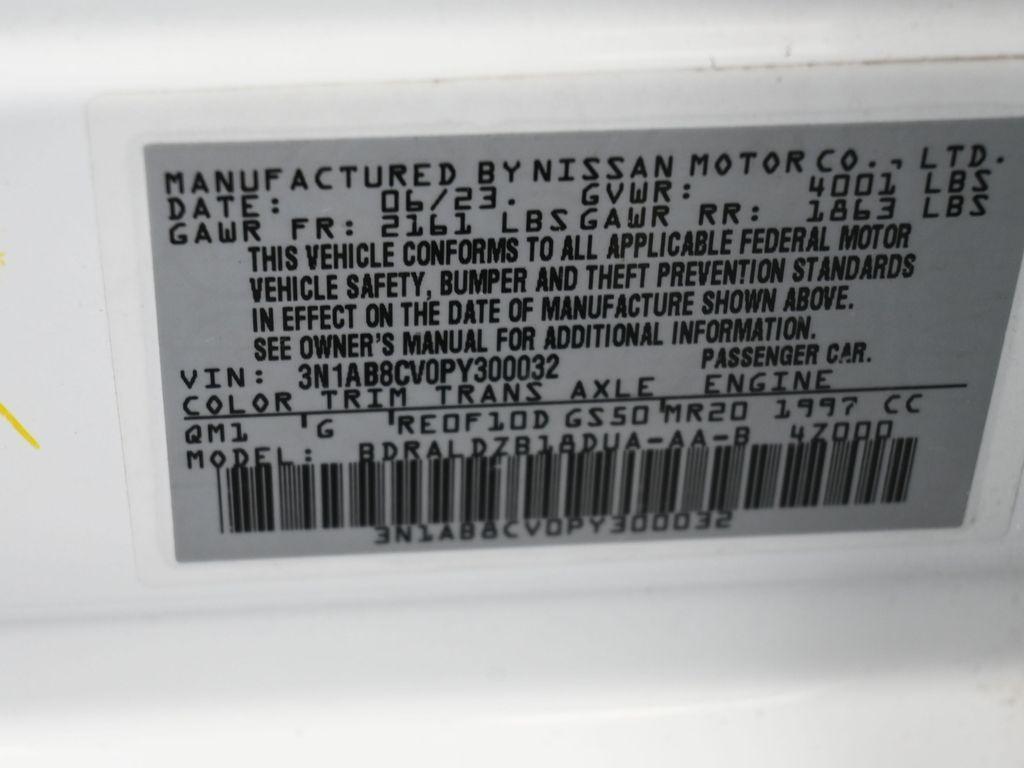 MANUFACTURED BY NISSAN MOTOR CO., LTD.
DATE: 06/23. GVWR: 4001 LBS
GAWR FR: 2161 LBS GAWR RR: 1863 LBS
THIS VEHICLE CONFORMS TO ALL APPLICABLE FEDERAL MOTOR
VEHICLE SAFETY, BUMPER AND THEFT PREVENTION STANDARDS
IN EFFECT ON THE DATE OF MANUFACTURE SHOWN ABOVE.
SEE OWNER'S MANUAL FOR ADDITIONAL INFORMATION.
VIN: 3N1AB8CV0PY300032 PASSENGER CAR.
COLOR TRIM TRANS AXLE ENGINE
QM1 G RE0F10D GS50 MR20 1997 CC
MODEL: BDRALDZB18DUA-AA-B 4Z000
3N1AB8CV0PY300032